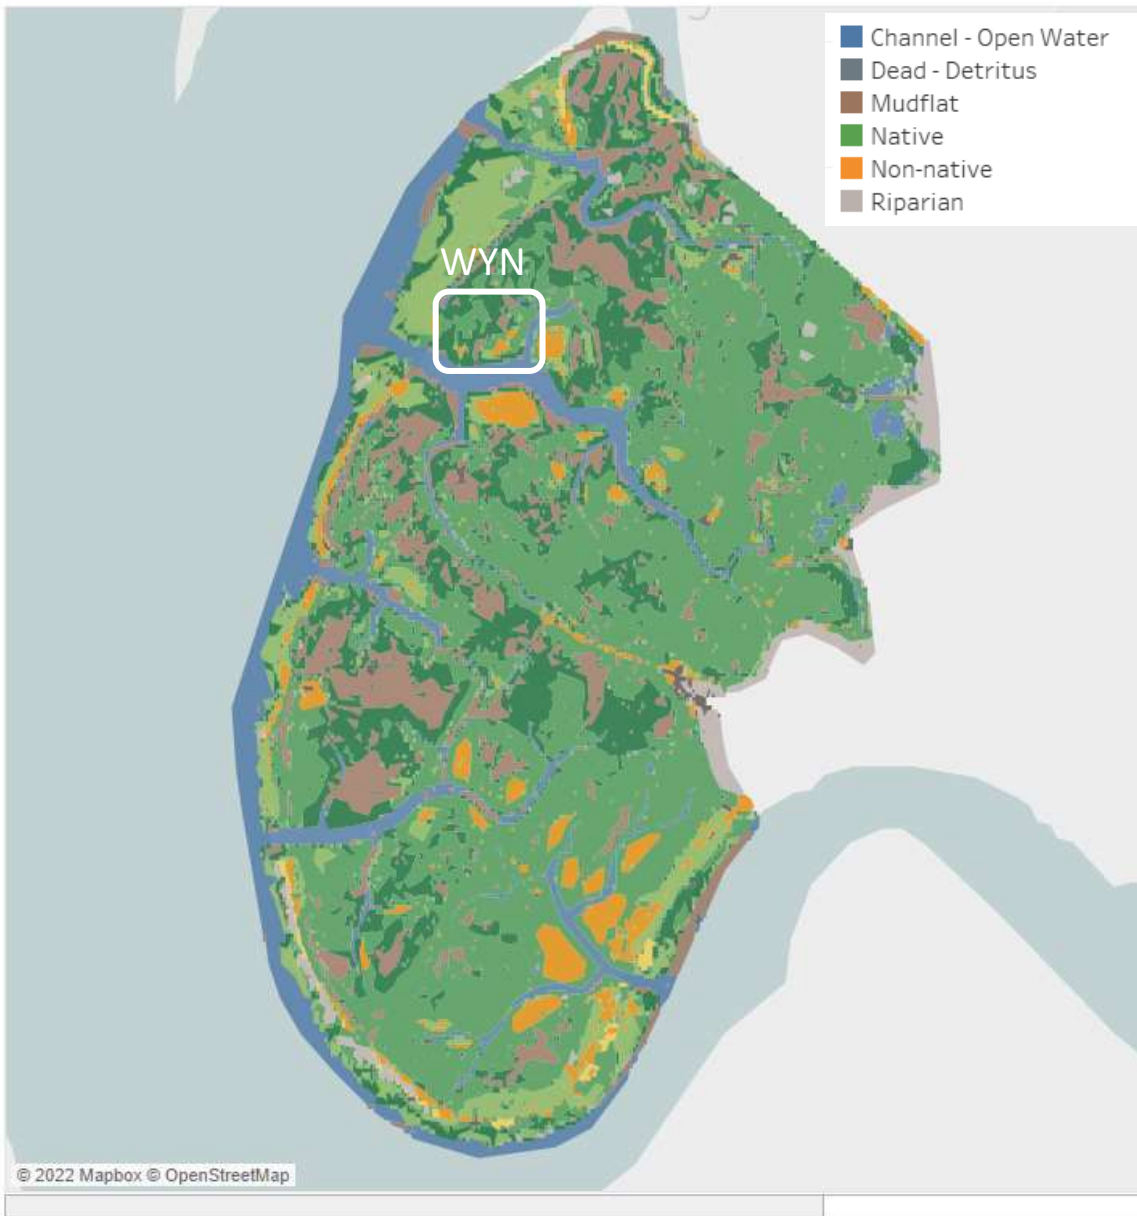 Channel - Open Water
Dead - Detritus
Mudflat
Native
Non-native
Riparian
WYN
© 2022 Mapbox © OpenStreetMap